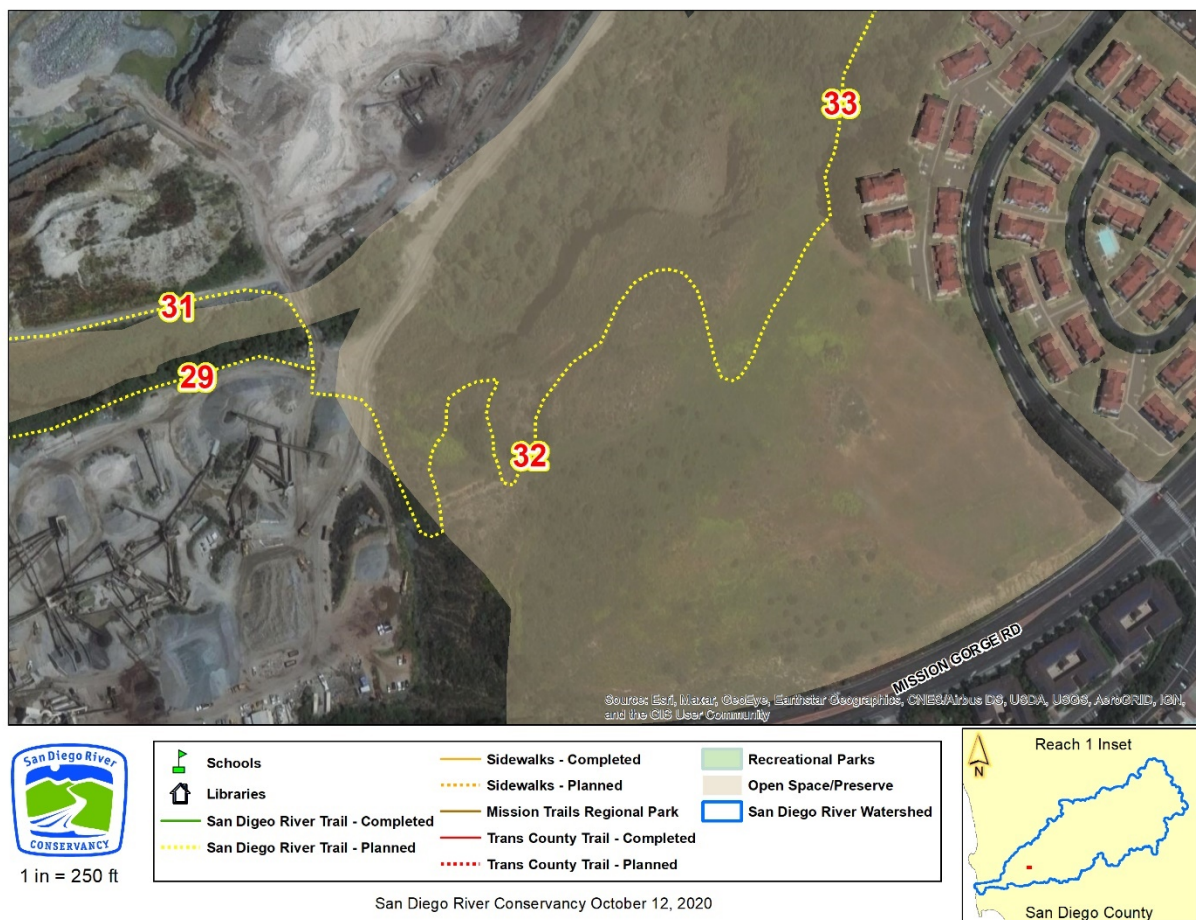 33
31
29
32
MISSION GORGE RD
Source: Esri, Maxar, GeoEye, Earthstar Geographics, CNES/Airbus DS, USDA, USGS, AeroGRID, IGN,
and the GIS User Community
San Diego River
CONSERVANCY
1 in = 250 ft
Schools
Libraries
San Digeo River Trail - Completed
San Diego River Trail - Planned
Sidewalks - Completed
Sidewalks - Planned
Mission Trails Regional Park
Trans County Trail - Completed
Trans County Trail - Planned
Recreational Parks
Open Space/Preserve
San Diego River Watershed
N
Reach 1 Inset
San Diego County
San Diego River Conservancy October 12, 2020